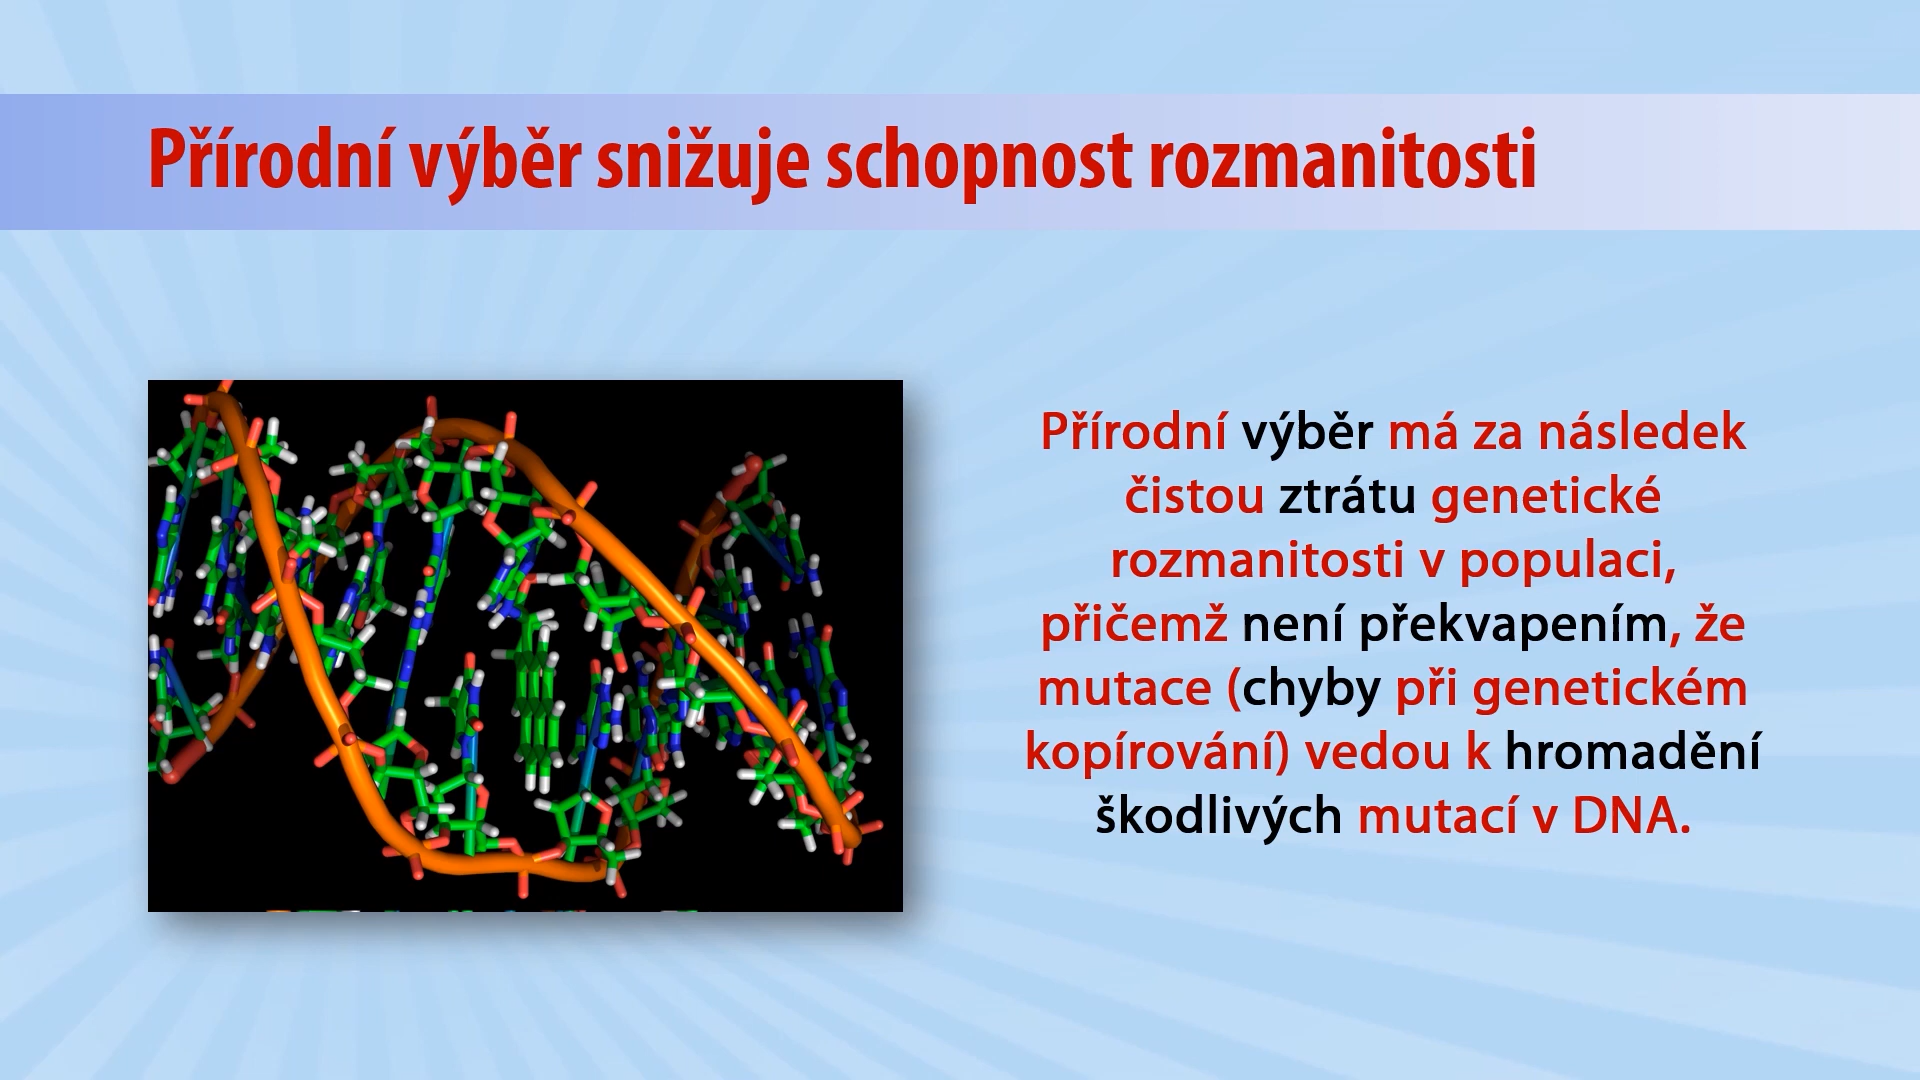 Přírodní výběr snižuje schopnost rozmanitosti
Přírodní výběr má za následek
čistou ztrátu genetické
rozmanitosti v populaci,
přičemž není překvapením, že
mutace (chyby při genetickém
kopírování) vedou k hromadění
škodlivých mutací v DNA.